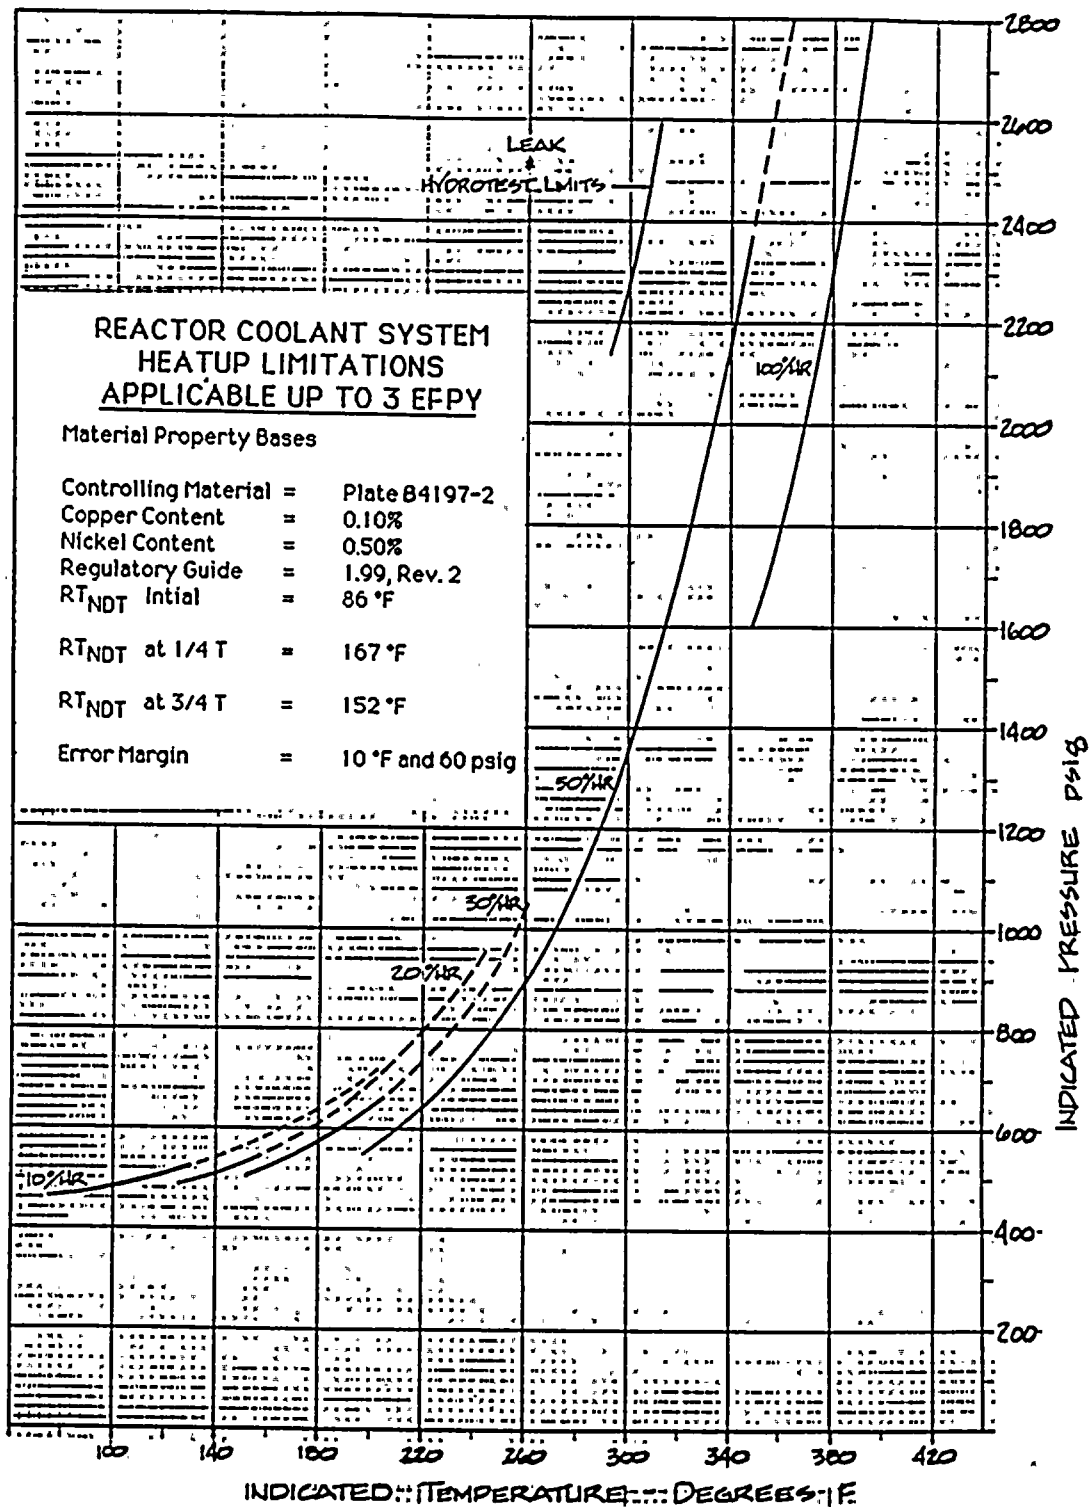 2800
2600
LEAK
&
HYDROTEST LMITS
2400
2200
REACTOR COOLANT SYSTEM
HEATUP LIMITATIONS
APPLICABLE UP TO 3 EFPY
100°/HR
Material Property Bases
2000
Controlling Material = Plate B4197-2
Copper Content = 0.10%
1800
Nickel Content = 0.50%
Regulatory Guide = 1.99, Rev. 2
RTNDT Intial = 86 °F
1600
RTNDT at 1/4 T = 167 °F
RTNDT at 3/4 T = 152 °F
1400
Error Margin = 10 °F and 60 psig
50°/HR
1200
30°/HR
1000
20°/HR
800
600
10°/HR
400
200
INDICATED PRESSURE psig
100 140 180 220 260 300 340 380 420
INDICATED TEMPERATURE DEGREES F